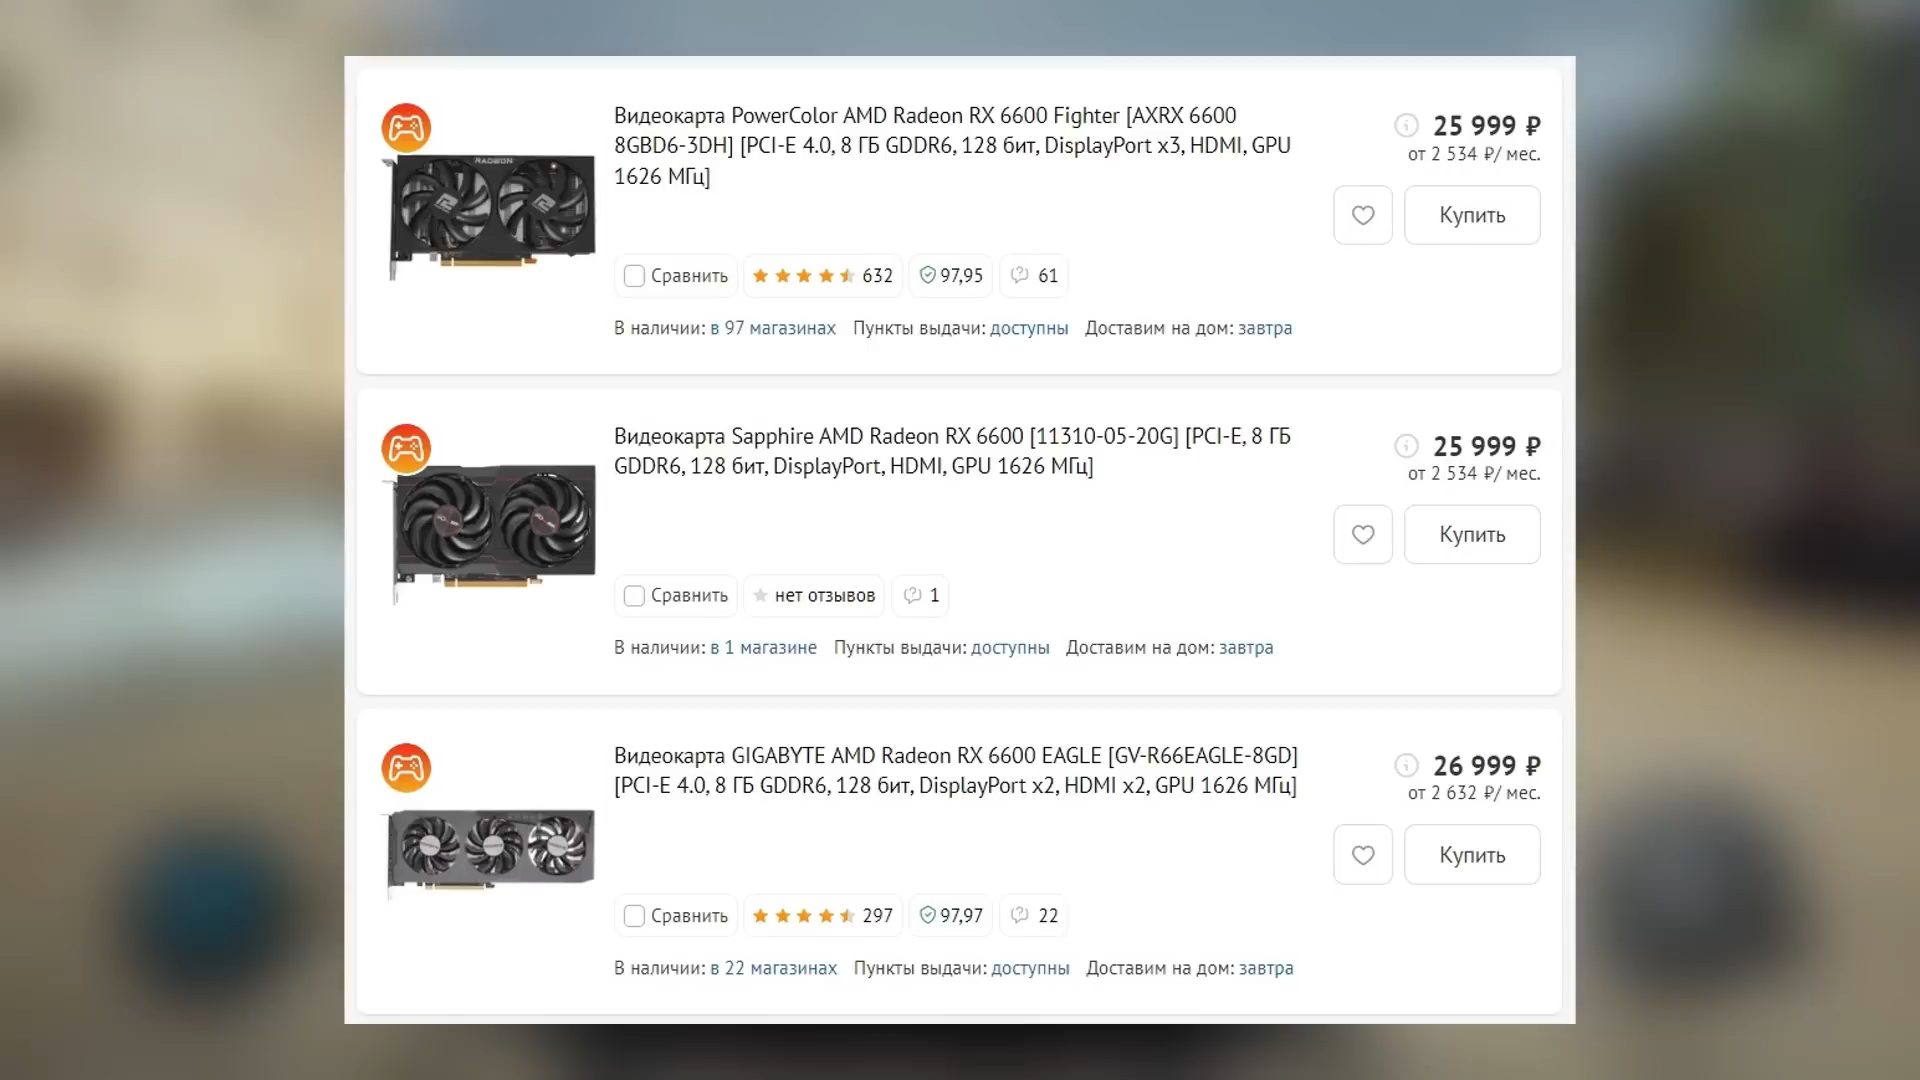 Видеокарта PowerColor AMD Radeon RX 6600 Fighter [AXRX 6600
8GBD6-3DH] [PCI-E 4.0, 8 ГБ GDDR6, 128 бит, DisplayPort x3, HDMI, GPU
1626 МГц]
25 999 ₽
от 2 534 ₽/ мес.
RADEON
Купить
Сравнить 632 97,95 61
В наличии: в 97 магазинах Пункты выдачи: доступны Доставим на дом: завтра
Видеокарта Sapphire AMD Radeon RX 6600 [11310-05-20G] [PCI-E, 8 ГБ
GDDR6, 128 бит, DisplayPort, HDMI, GPU 1626 МГц]
25 999 ₽
от 2 534 ₽/ мес.
Купить
Сравнить нет отзывов 1
В наличии: в 1 магазине Пункты выдачи: доступны Доставим на дом: завтра
Видеокарта GIGABYTE AMD Radeon RX 6600 EAGLE [GV-R66EAGLE-8GD]
[PCI-E 4.0, 8 ГБ GDDR6, 128 бит, DisplayPort x2, HDMI x2, GPU 1626 МГц]
26 999 ₽
от 2 632 ₽/ мес.
Купить
Сравнить 297 97,97 22
В наличии: в 22 магазинах Пункты выдачи: доступны Доставим на дом: завтра